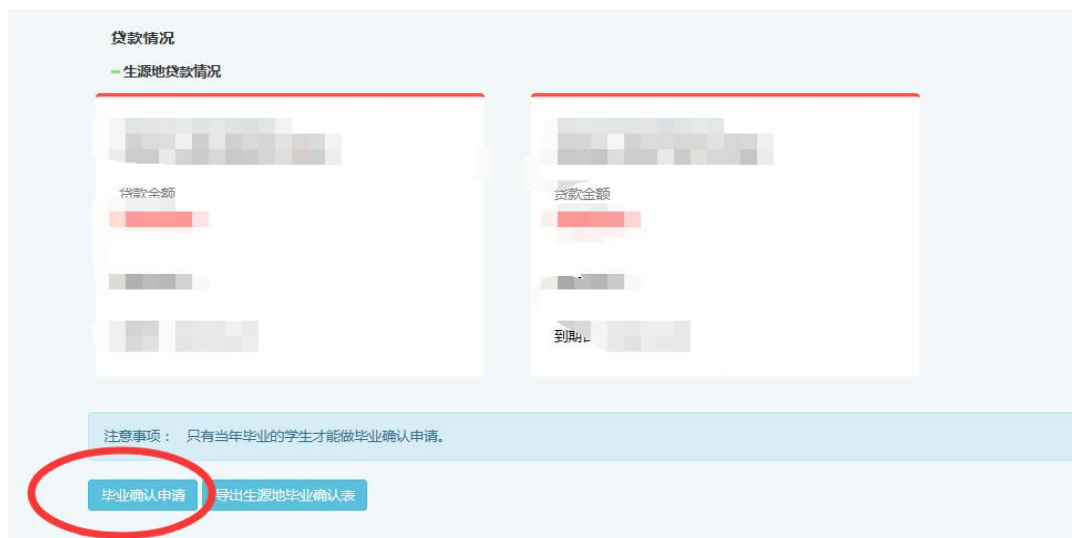 贷款情况
生源地贷款情况
贷款金额
贷款金额
到期
注意事项： 只有当年毕业的学生才能做毕业确认申请。
毕业确认申请
导出生源地毕业确认表